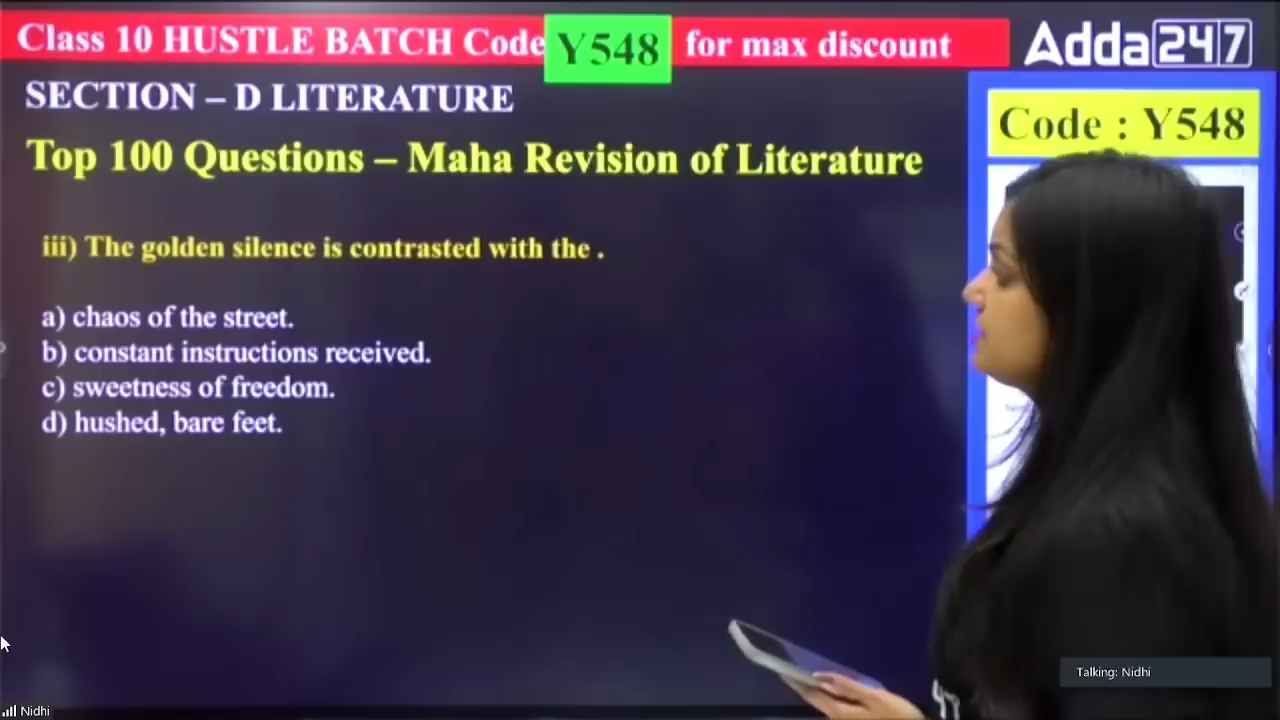 Class 10 HUSTLE BATCH Code Y548 for max discount
Adda247
SECTION – D LITERATURE
Code : Y548
Top 100 Questions – Maha Revision of Literature
iii) The golden silence is contrasted with the .
a) chaos of the street.
b) constant instructions received.
c) sweetness of freedom.
d) hushed, bare feet.
Talking: Nidhi
Nidhi